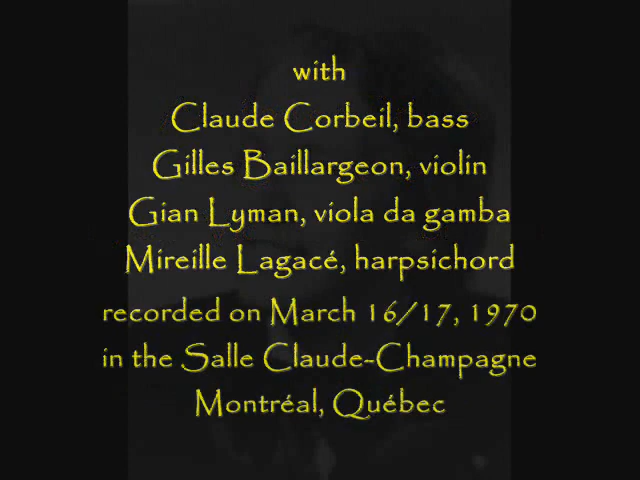 with
Claude Corbeil, bass
Gilles Baillargeon, violin
Gian Lyman, viola da gamba
Mireille Lagacé, harpsichord
recorded on March 16/17, 1970
in the Salle Claude-Champagne
Montréal, Québec